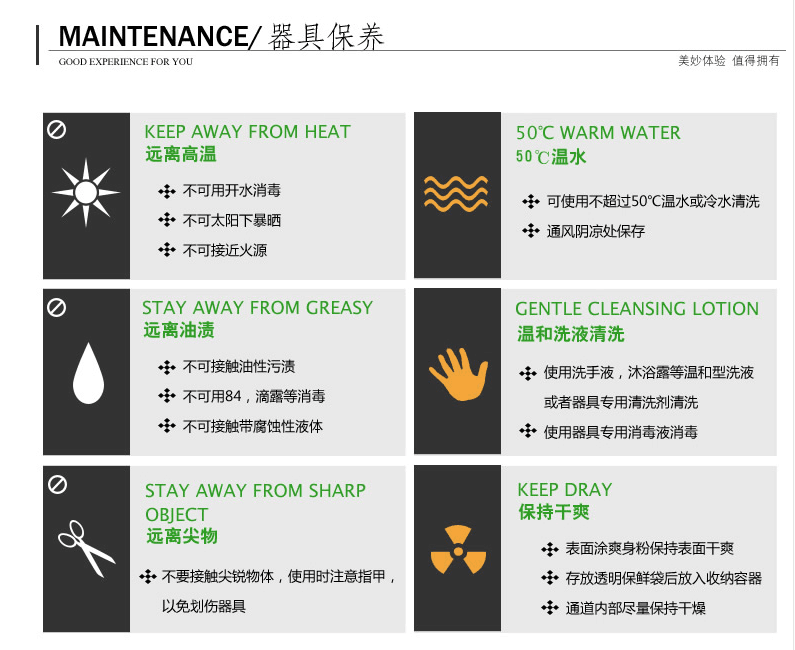 MAINTENANCE/器具保养
GOOD EXPERIENCE FOR YOU
美妙体验 值得拥有
KEEP AWAY FROM HEAT
远离高温
不可用开水消毒
不可太阳下暴晒
不可接近火源
50℃ WARM WATER
50℃温水
可使用不超过50℃温水或冷水清洗
通风阴凉处保存
STAY AWAY FROM GREASY
远离油渍
不可接触油性污渍
不可用84，滴露等消毒
不可接触带腐蚀性液体
GENTLE CLEANSING LOTION
温和洗液清洗
使用洗手液，沐浴露等温和型洗液
或者器具专用清洗剂清洗
使用器具专用消毒液消毒
STAY AWAY FROM SHARP
OBJECT
远离尖物
不要接触尖锐物体，使用时注意指甲，
以免划伤器具
KEEP DRAY
保持干爽
表面涂爽身粉保持表面干爽
存放透明保鲜袋后放入收纳容器
通道内部尽量保持干燥